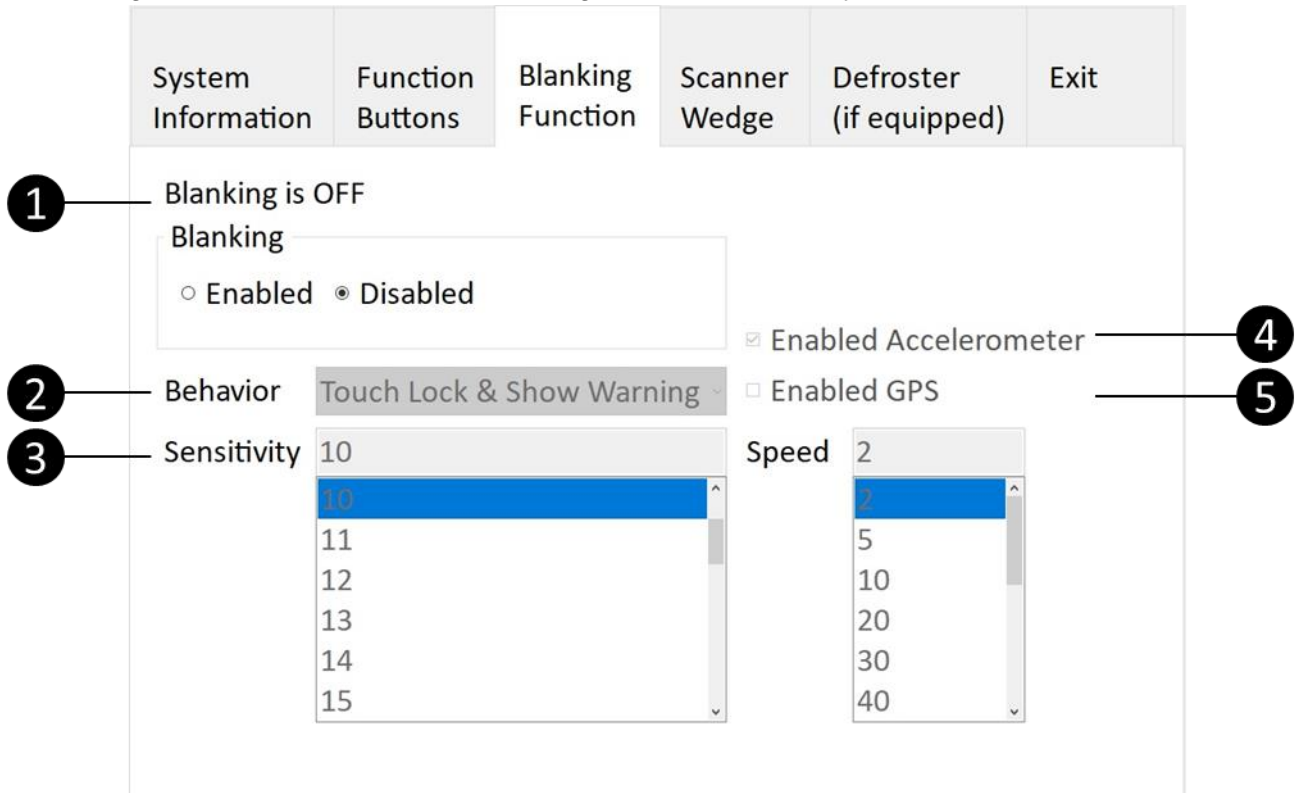 System Information
Function Buttons
Blanking Function
Scanner Wedge
Defroster (if equipped)
Exit
1
Blanking is OFF
Blanking
Enabled
Disabled
4
Enabled Accelerometer
2
Behavior
Touch Lock & Show Warning
Enabled GPS
5
3
Sensitivity
10
Speed
2
10
11
12
13
14
15
2
5
10
20
30
40